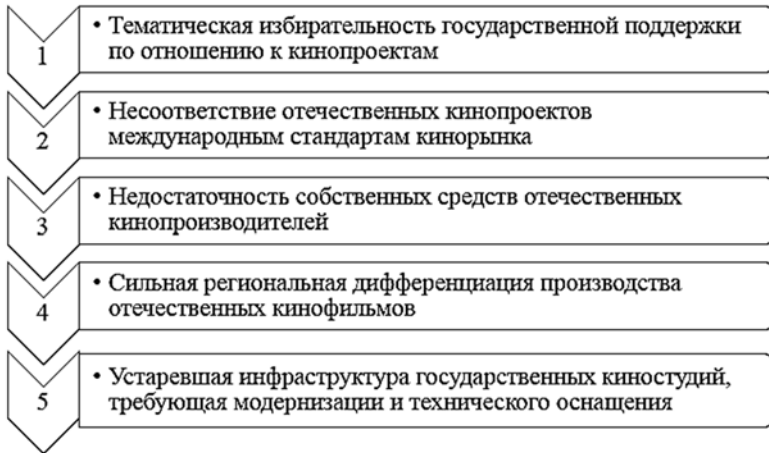 1
• Тематическая избирательность государственной поддержки
по отношению к кинопроектам
2
• Несоответствие отечественных кинопроектов
международным стандартам кинорынка
3
• Недостаточность собственных средств отечественных
кинопроизводителей
4
• Сильная региональная дифференциация производства
отечественных кинофильмов
5
• Устаревшая инфраструктура государственных киностудий,
требующая модернизации и технического оснащения